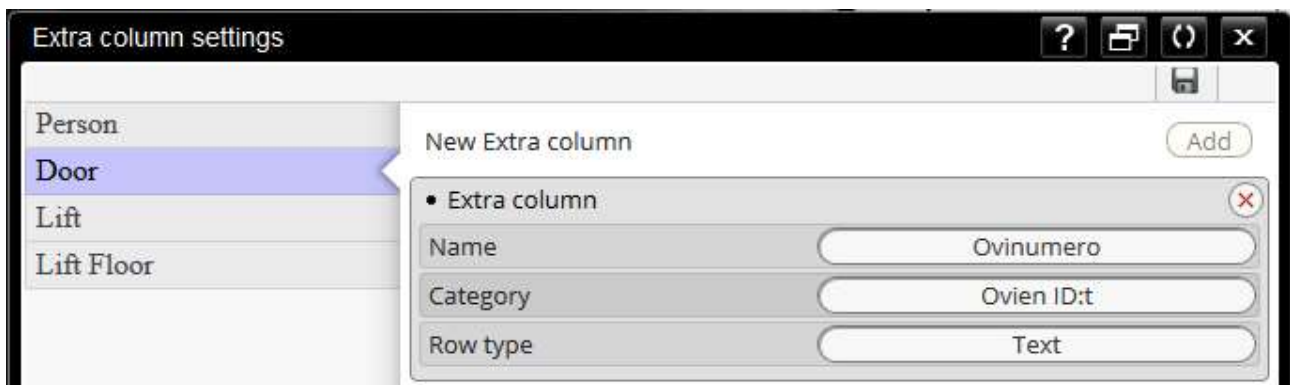 Extra column settings
?
x
Person
Door
Lift
Lift Floor
New Extra column
Add
• Extra column
Name Ovinumero
Category Ovien ID:t
Row type Text